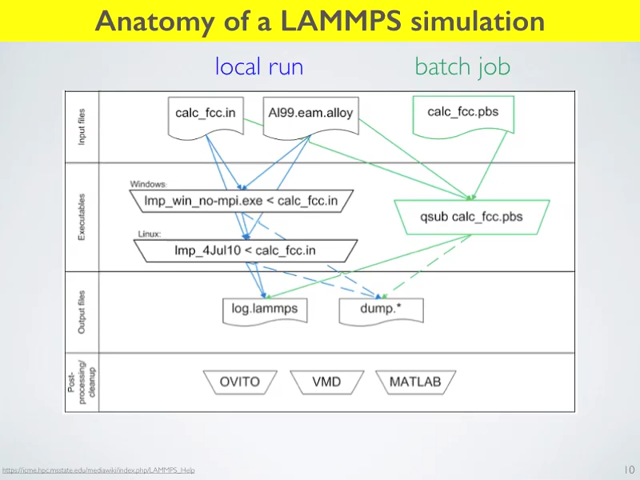 Anatomy of a LAMMPS simulation
local run
batch job
Input files
calc_fcc.in
Al99.eam.alloy
calc_fcc.pbs
Executables
Windows:
lmp_win_no-mpi.exe < calc_fcc.in
qsub calc_fcc.pbs
Linux:
lmp_4Jul10 < calc_fcc.in
Output files
log.lammps
dump.*
Post-
processing/
cleanup
OVITO
VMD
MATLAB
https://icme.hpc.msstate.edu/mediawiki/index.php/LAMMPS_Help
10